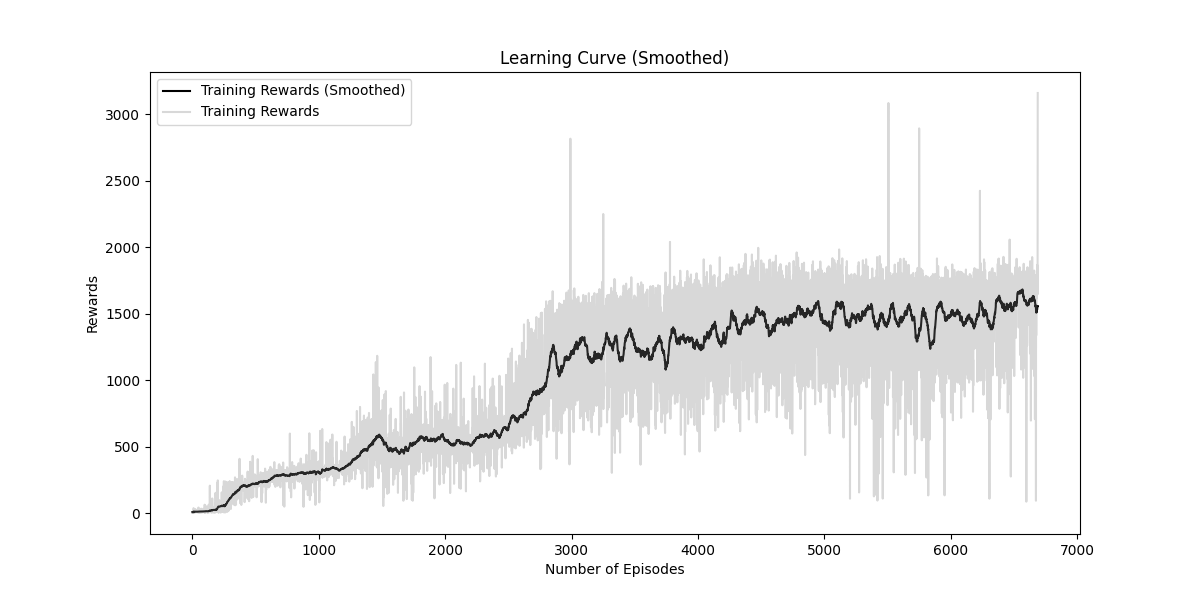 Learning Curve (Smoothed)
Training Rewards (Smoothed)
Training Rewards
3000
2500
2000
1500
1000
500
0
Rewards
0 1000 2000 3000 4000 5000 6000 7000
Number of Episodes